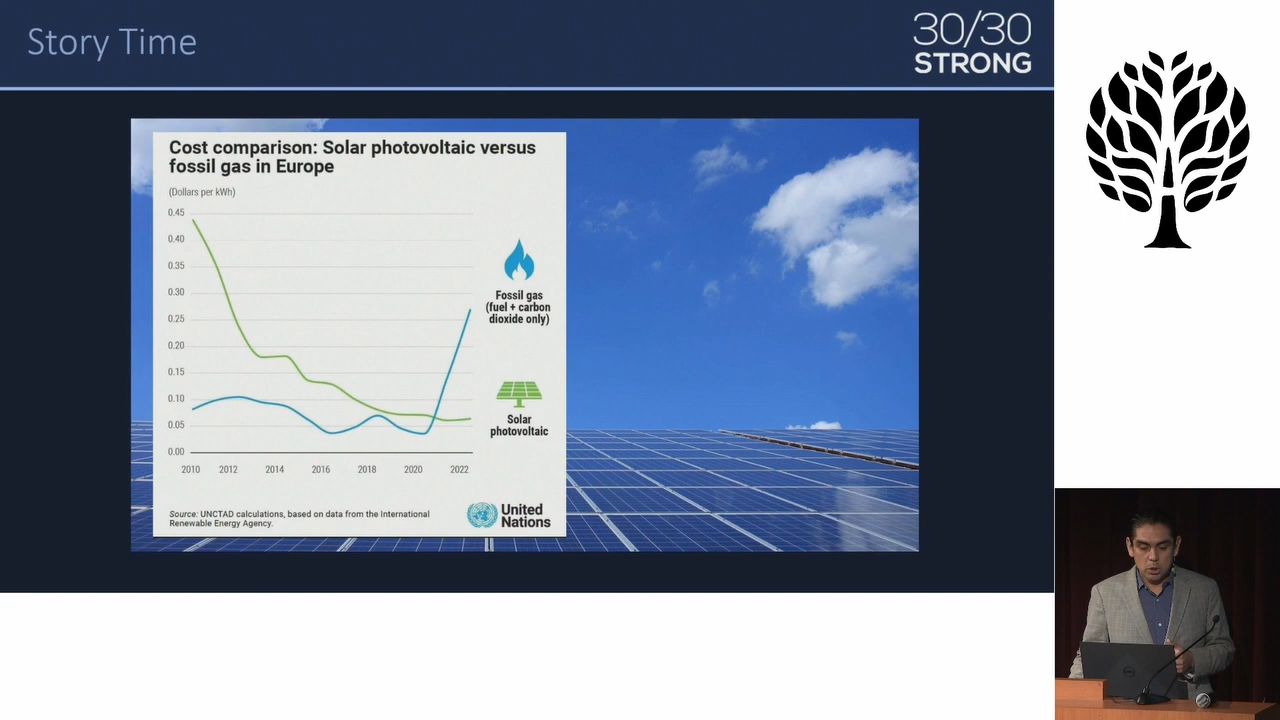 Story Time
30/30
STRONG
Cost comparison: Solar photovoltaic versus
fossil gas in Europe
(Dollars per kWh)
0.45
0.40
0.35
0.30
0.25
0.20
0.15
0.10
0.05
0.00
2010 2012 2014 2016 2018 2020 2022
Fossil gas
(fuel + carbon
dioxide only)
Solar
photovoltaic
Source: UNCTAD calculations, based on data from the International
Renewable Energy Agency.
United
Nations
DELL